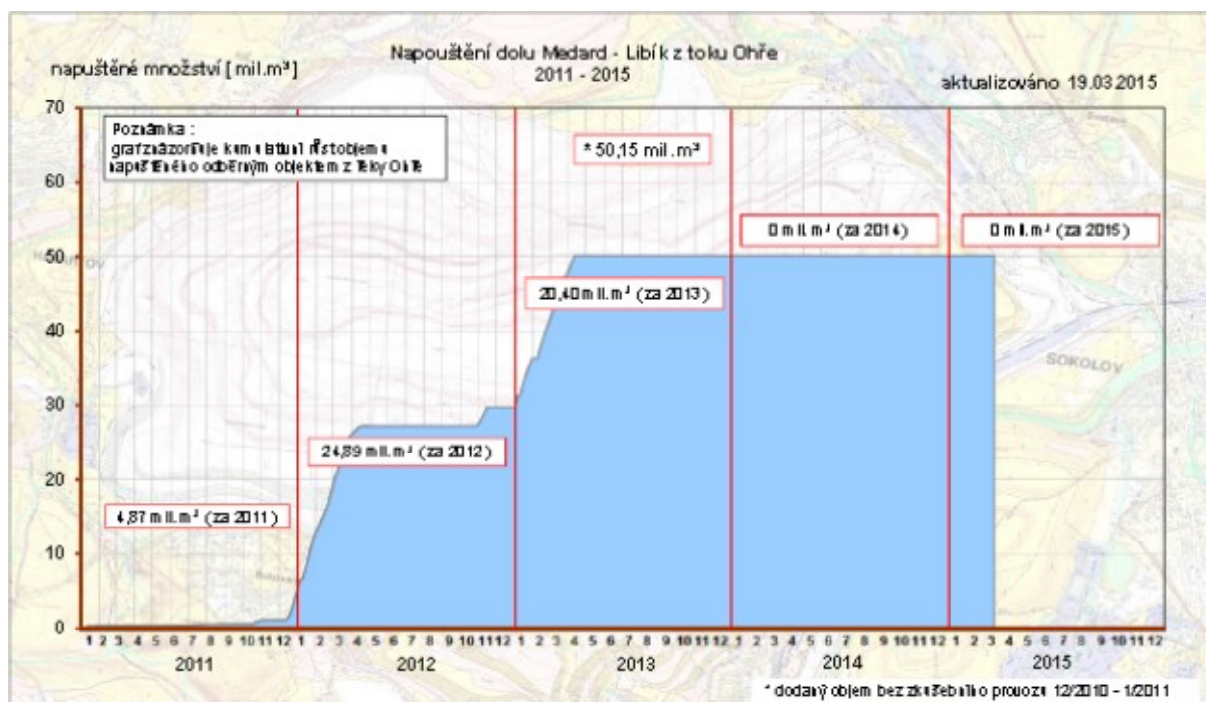 Napouštění dolu Medard - Libík z toku Ohře
2011 - 2015
napuštěné množství [ mil.m³]
aktualizováno 19.03.2015
Poznámka :
graf znázorňuje kumulativní růst objemu
napuštěného odběrným objektem z řeky Ohře
* 50,15 mil.m³
0 mil.m³ (za 2014)
0 mil.m³ (za 2015)
20,40 mil.m³ (za 2013)
24,89 mil.m³ (za 2012)
4,87 mil.m³ (za 2011)
SOKOLOV
70
60
50
40
30
20
10
0
1 2 3 4 5 6 7 8 9 10 11 12 1 2 3 4 5 6 7 8 9 10 11 12 1 2 3 4 5 6 7 8 9 10 11 12 1 2 3 4 5 6 7 8 9 10 11 12 1 2 3 4 5 6 7 8 9 10 11 12
2011 2012 2013 2014 2015
* dodaný objem bez zkušebního provozu 12/2010 - 1/2011